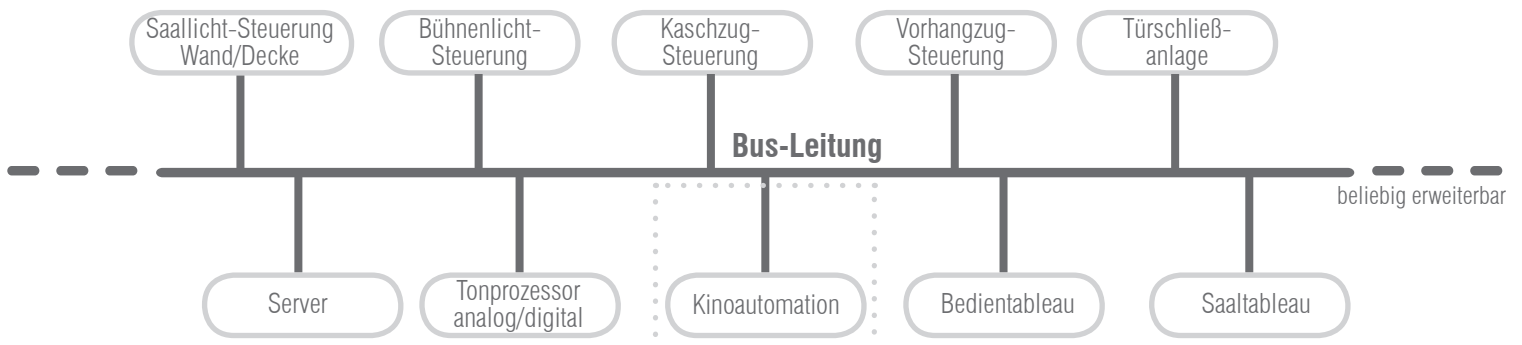 Saallicht-Steuerung
Wand/Decke
Bühnenlicht-
Steuerung
Kaschzug-
Steuerung
Vorhangzug-
Steuerung
Türschließ-
anlage
Bus-Leitung
beliebig erweiterbar
Server
Tonprozessor
analog/digital
Kinoautomation
Bedientableau
Saaltableau